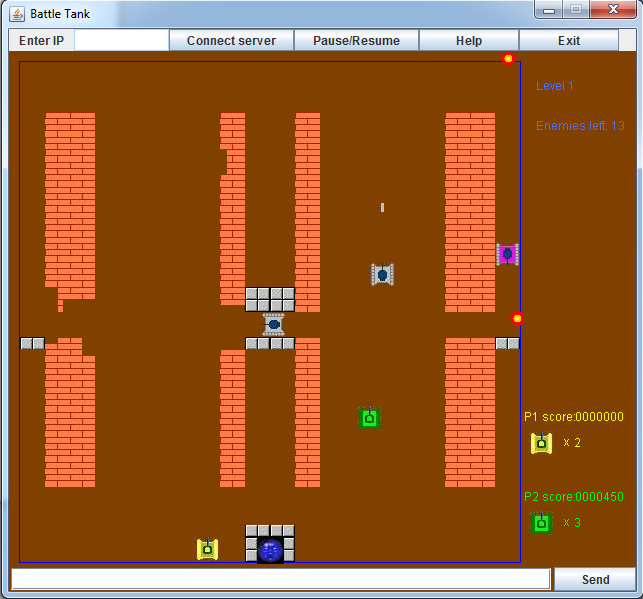 Battle Tank
Enter IP
Connect server
Pause/Resume
Help
Exit
Level 1
Enemies left: 13
P1 score:0000000
x 2
P2 score:0000450
x 3
Send